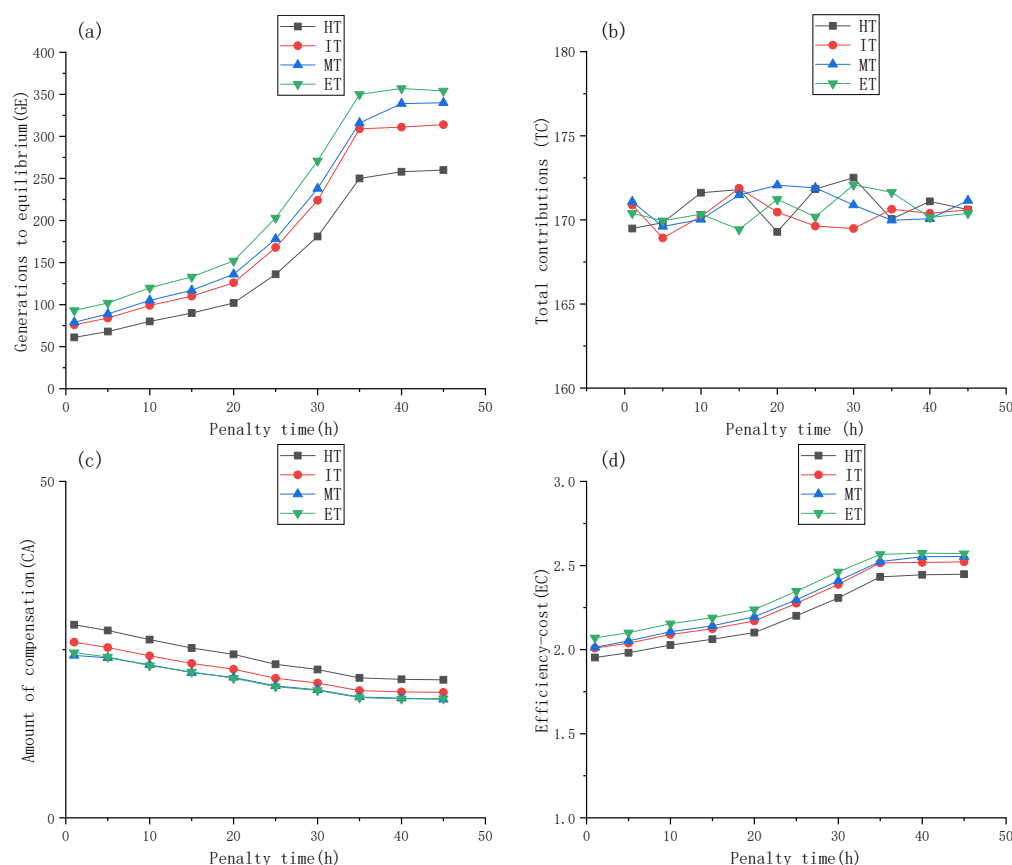 (a)
HT
IT
MT
ET
400
350
300
250
200
150
100
50
0
Generations to equilibrium(GE)
0 10 20 30 40 50
Penalty time(h)
(b)
HT
IT
MT
ET
180
175
170
165
160
Total contributions (TC)
0 10 20 30 40 50
Penalty time (h)
(c)
HT
IT
MT
ET
50
0
Amount of compensation(CA)
0 10 20 30 40 50
Penalty time(h)
(d)
HT
IT
MT
ET
3.0
2.5
2.0
1.5
1.0
Efficiency-cost(EC)
0 10 20 30 40 50
Penalty time(h)